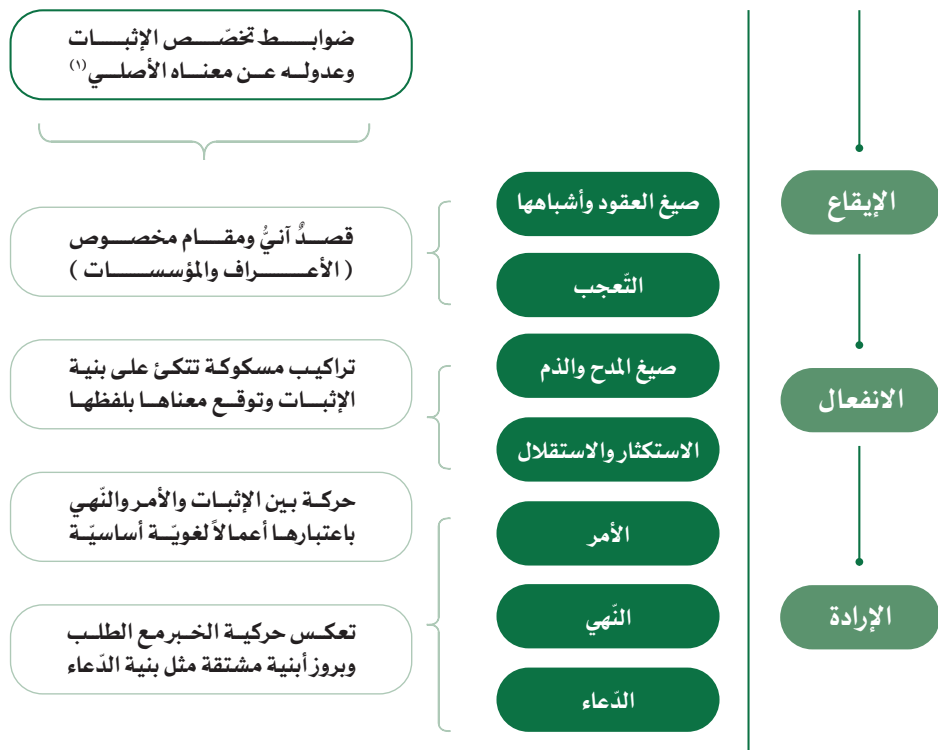 الإيقاع
الانفعال
الإرادة
صيغ العقود وأشباهها
التّعجب
صيغ المدح والذم
الاستكثار والاستقلال
الأمر
النّهي
الدّعاء
ضوابط تخصّص الإثبات
وعدوله عن معناه الأصلي(١)
قصدٌ آنيُّ ومقام مخصوص
( الأعراف والمؤسسات )
تراكيب مسكوكة تتكئ على بنية
الإثبات وتوقع معناها بلفظها
حركة بين الإثبات والأمر والنّهي
باعتبارها أعمالاً لغويّة أساسيّة
تعكس حركية الخبر مع الطلب
وبروز أبنية مشتقة مثل بنية الدّعاء